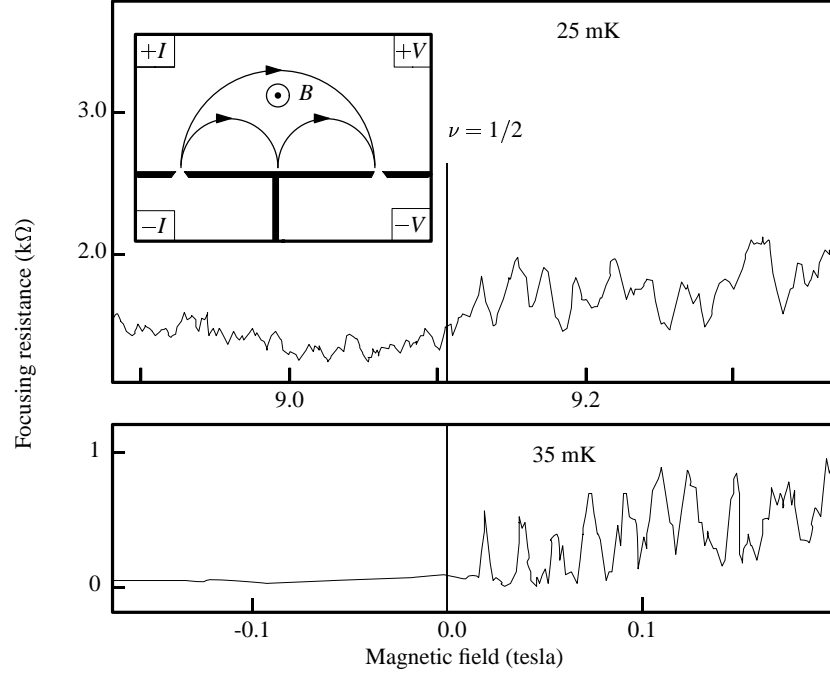 25 mK
+I
+V
B
−I
−V
ν = 1/2
3.0
2.0
9.0
9.2
Focusing resistance (kΩ)
35 mK
1
0
-0.1
0.0
0.1
Magnetic field (tesla)